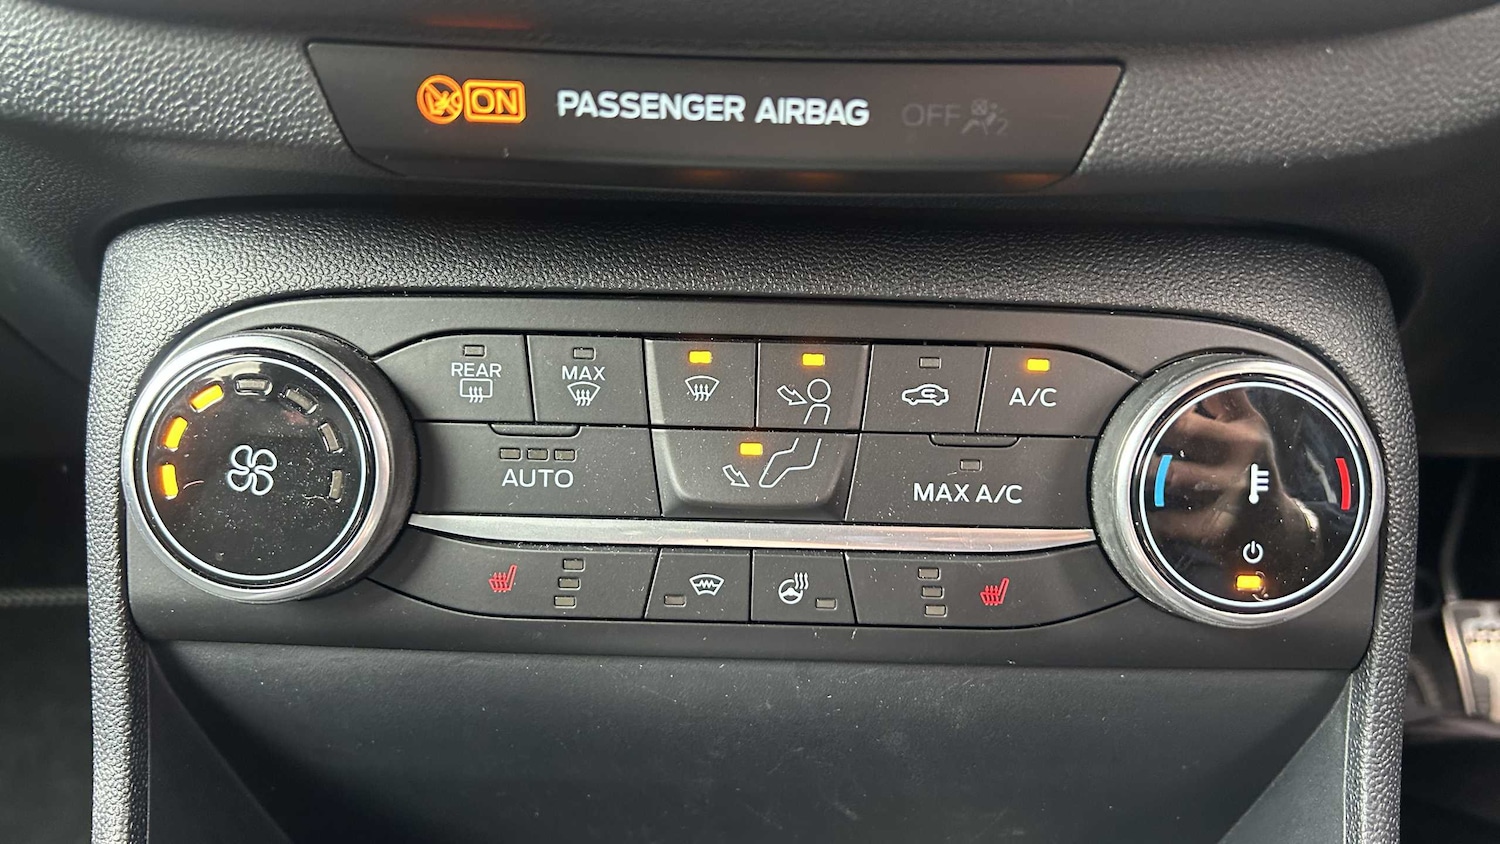 ON PASSENGER AIRBAG OFF
REAR
MAX
A/C
AUTO
MAX A/C